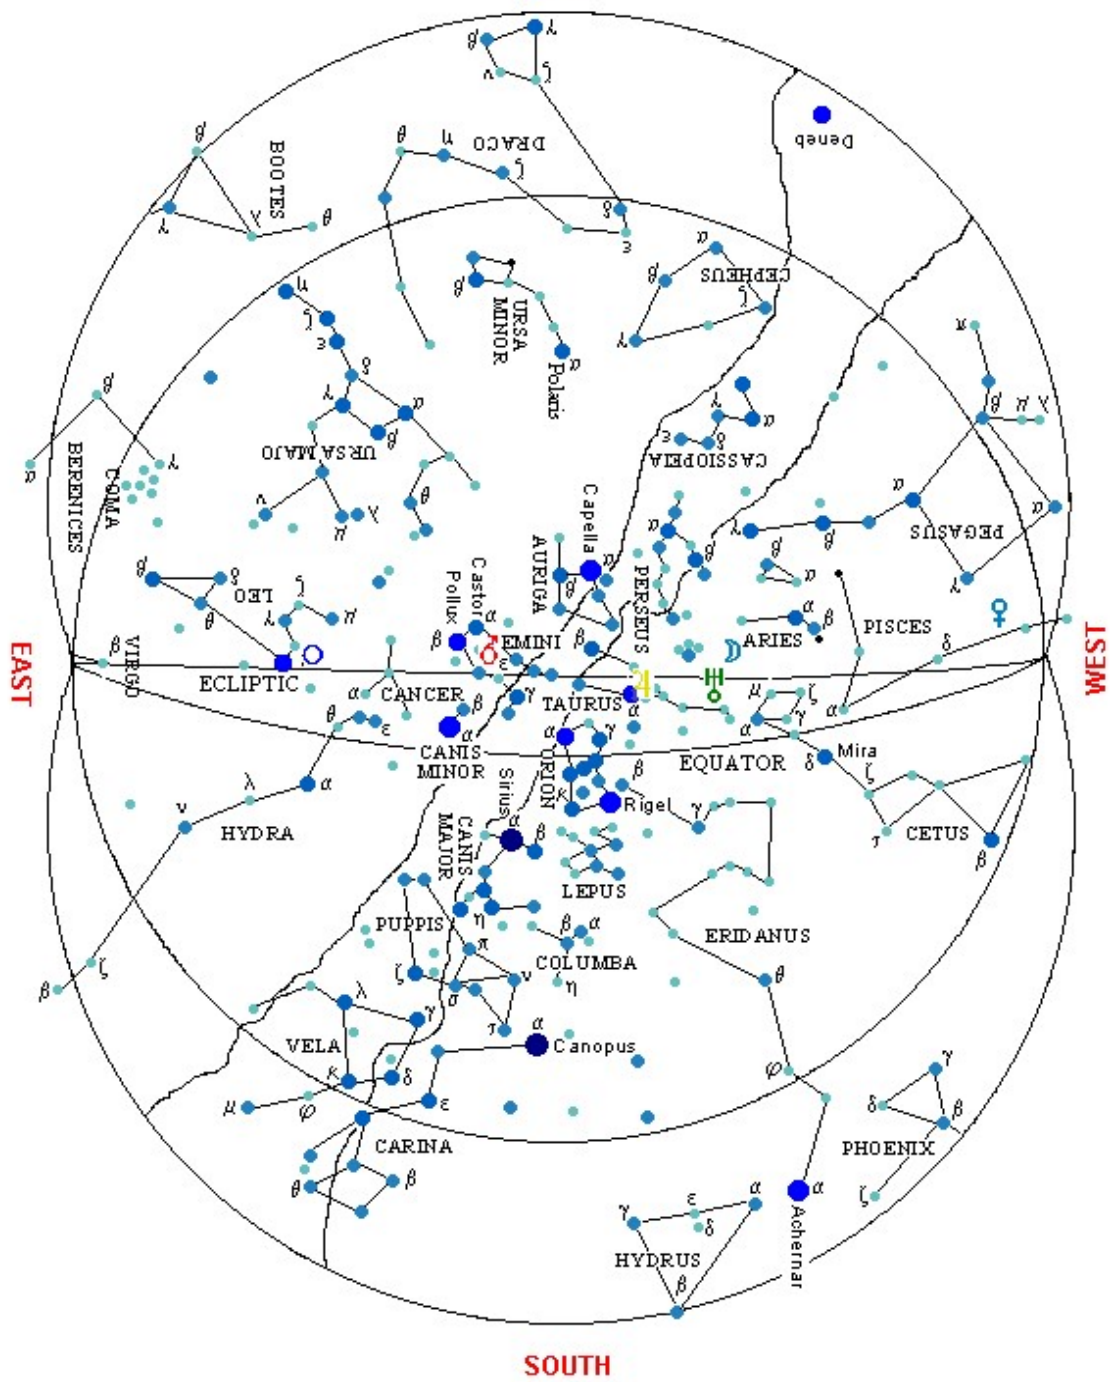 β γ
ν ζ
Deneb
θ η DRACO ζ
β BOOTES
γ λ θ
δ ε
α CEPHEUS
β ζ
γ
β URSA MINOR
α Polaris
η
ζ
ε
δ
γ α
β
URSA MAJO
θ
ν μ λ
π
β μ λ
α α
PEGASUS
γ
γ β
γ α
δ
ε
CASSIOPEIA
β
α γ
COMA
BERENICES
Capella
α
AURIGA
β
α β
PERSEUS
β α
α β
ARIES
PISCES
δ
α
♀
WEST
EAST
β δ
LEO
θ
ζ
γ μ
β
VIRGO
ECLIPTIC
Castor
Pollux
α
β
♂
EMINI
ε
γ
☽
♃
♅
TAURUS
α
α
CANCER
β
α
CANIS
MINOR
θ ε
α
λ
ν
HYDRA
ζ
β
α γ
ORION
κ
Rigel
EQUATOR
μ ζ
α γ
δ Mira
ζ
τ
CETUS
β
β
γ
Sirius
α
β
CANIS
MAJOR
η
LEPUS
ERIDANUS
θ
φ
PUPPIS
π
ζ
σ ν
τ
β α
COLUMBA
η
λ
γ
VELA
κ δ
μ φ
ε
α
Canopus
CARINA
θ β
γ
δ β
PHOENIX
ζ
α
Achernar
γ ε α
δ
HYDRUS
β
SOUTH